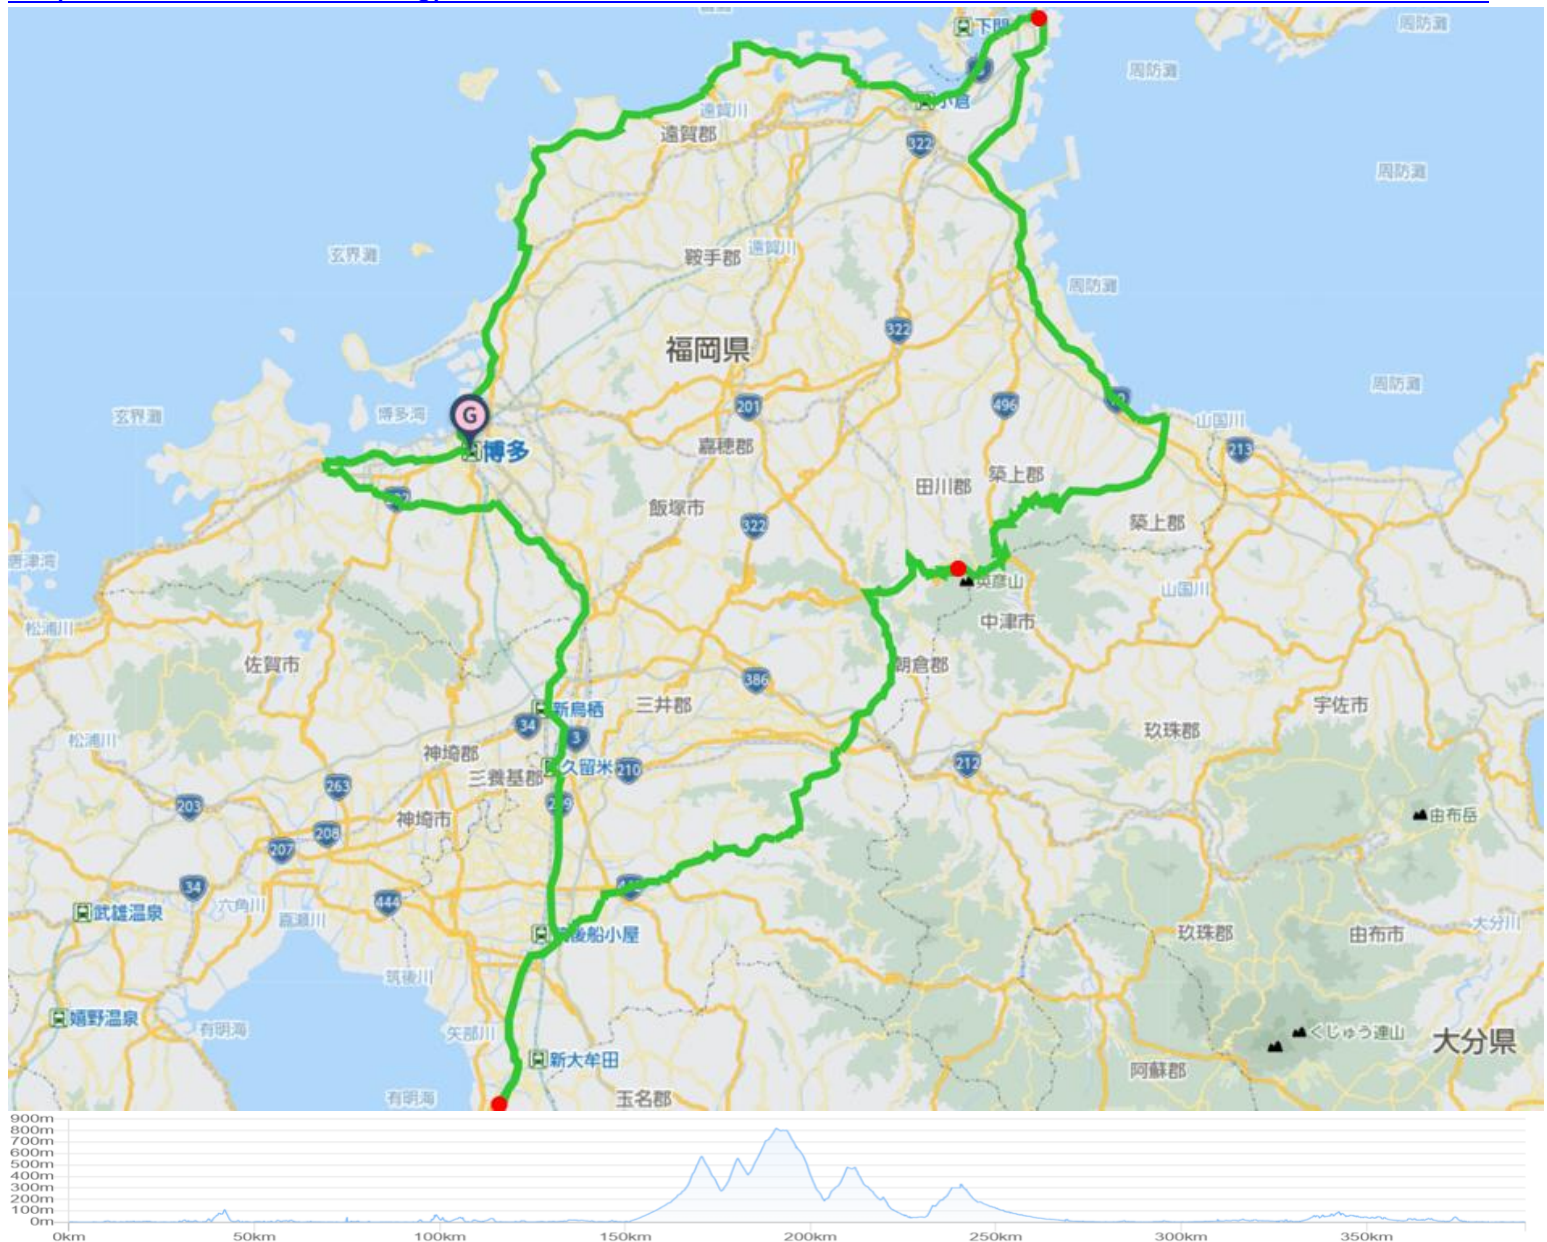 周防灘
下関
周防灘
小倉
遠賀川
遠賀郡
322
周防灘
玄界灘
鞍手郡
遠賀川
周防灘
322
福岡県
周防灘
玄界灘
博多湾
G
201
496
山国川
213
博多
嘉穂郡
田川郡
築上郡
飯塚市
322
築上郡
英彦山
山国川
松浦川
中津市
佐賀市
朝倉郡
386
新鳥栖
三井郡
宇佐市
34
3
玖珠郡
松浦川
神埼郡
久留米
210
212
三養基郡
263
203
208
神埼市
由布岳
207
34
444
六角川
武雄温泉
嘉瀬川
大分川
筑後船小屋
玖珠郡
由布市
筑後川
嬉野温泉
有明海
矢部川
くじゅう連山
大分県
新大牟田
阿蘇郡
有明海
玉名郡
900m
800m
700m
600m
500m
400m
300m
200m
100m
0m
0km 50km 100km 150km 200km 250km 300km 350km